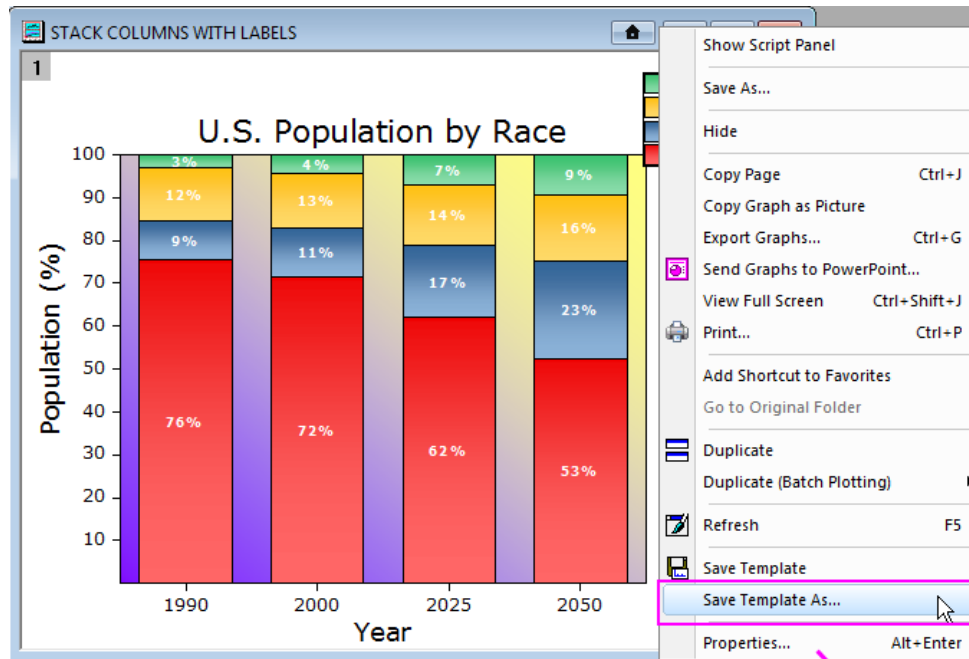 STACK COLUMNS WITH LABELS
1
U.S. Population by Race
100
90
80
70
60
50
40
30
20
10
Population (%)
3%
12%
9%
76%
4%
13%
11%
72%
7%
14%
17%
62%
9%
16%
23%
53%
1990 2000 2025 2050
Year
Show Script Panel
Save As...
Hide
Copy Page Ctrl+J
Copy Graph as Picture
Export Graphs... Ctrl+G
Send Graphs to PowerPoint...
View Full Screen Ctrl+Shift+J
Print... Ctrl+P
Add Shortcut to Favorites
Go to Original Folder
Duplicate
Duplicate (Batch Plotting)
Refresh F5
Save Template
Save Template As...
Properties... Alt+Enter